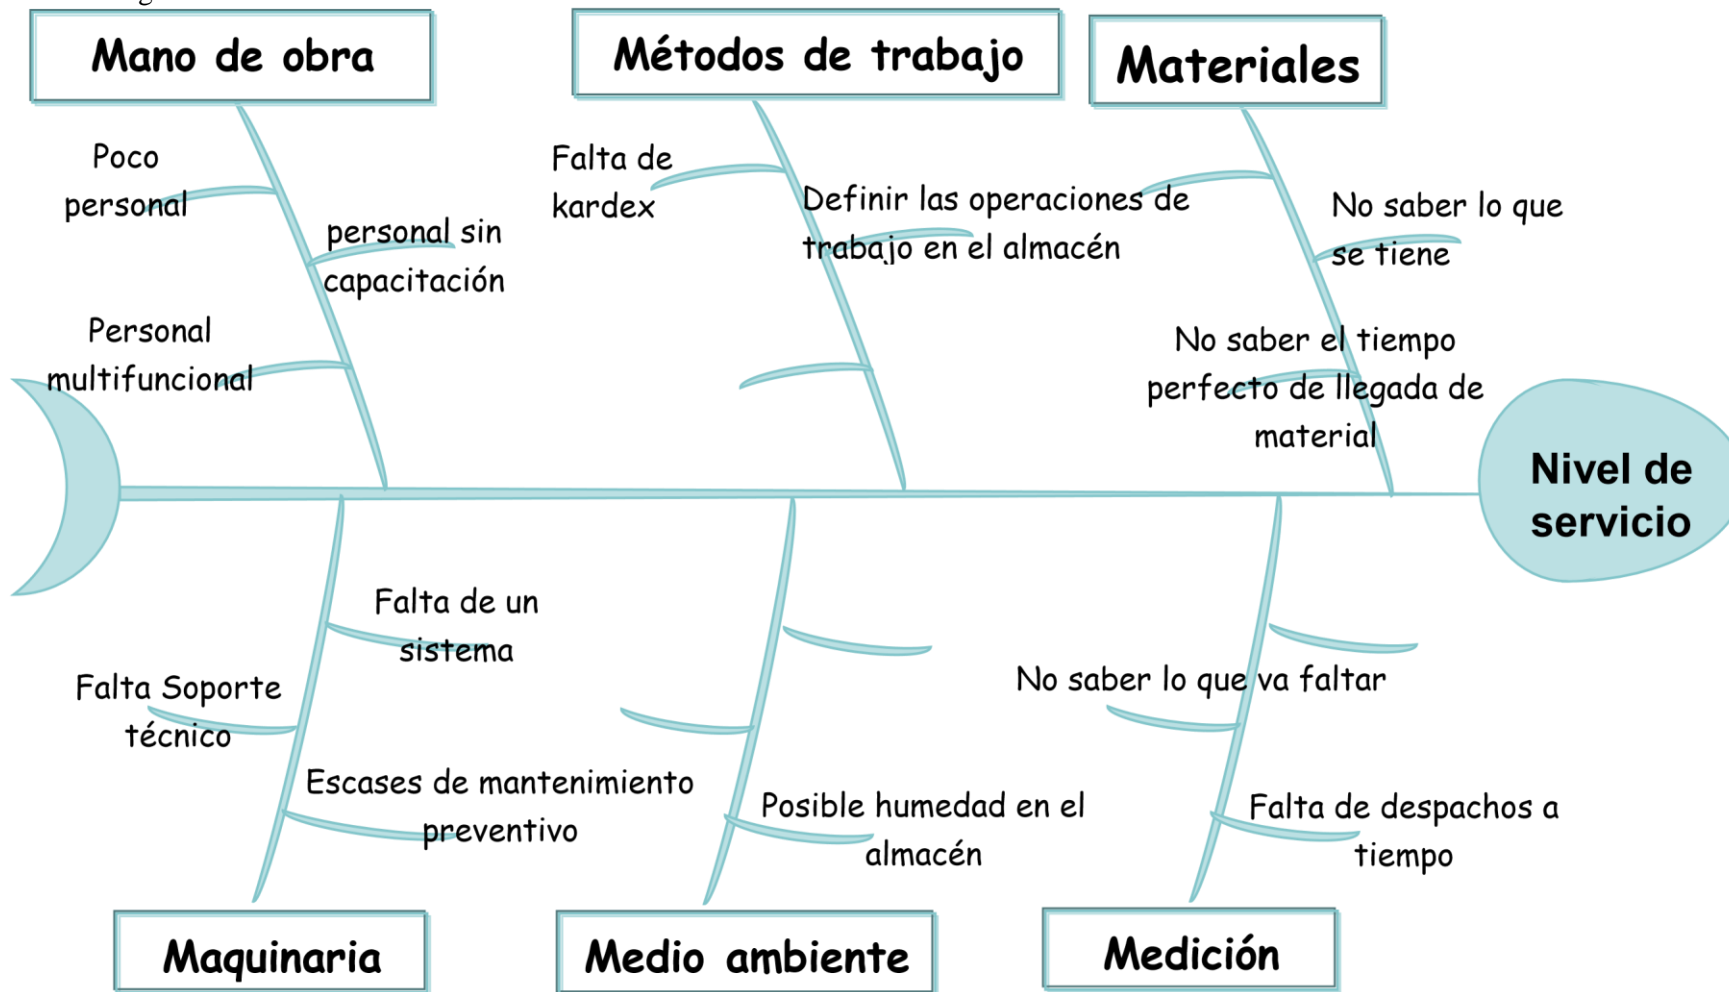 Mano de obra
Métodos de trabajo
Materiales
Poco
personal
personal sin
capacitación
Personal
multifuncional
Falta de
kardex
Definir las operaciones de
trabajo en el almacén
No saber lo que
se tiene
No saber el tiempo
perfecto de llegada de
material
Nivel de
servicio
Falta de un
sistema
Falta Soporte
técnico
Escases de mantenimiento
preventivo
Posible humedad en el
almacén
No saber lo que va faltar
Falta de despachos a
tiempo
Maquinaria
Medio ambiente
Medición